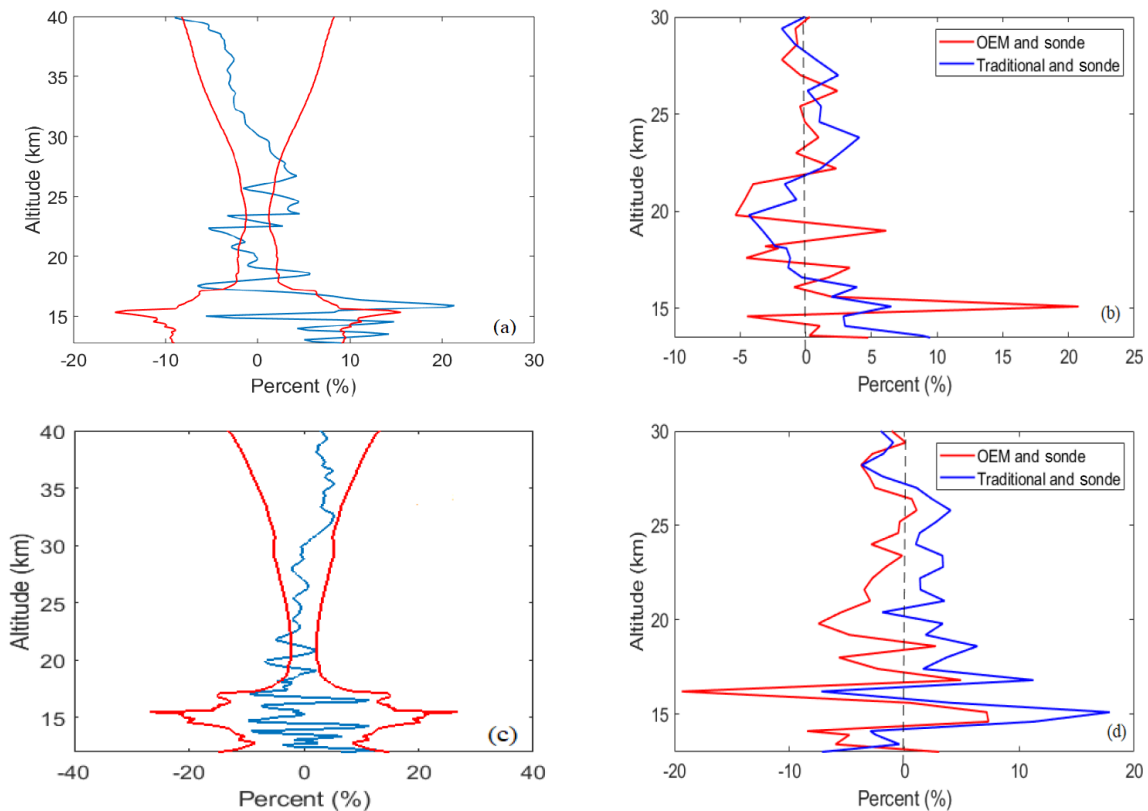 40
35
30
25
20
15
Altitude (km)
-20 -10 0 10 20 30
Percent (%)
(a)
30
25
20
15
Altitude (km)
OEM and sonde
Traditional and sonde
-10 -5 0 5 10 15 20 25
Percent (%)
(b)
40
35
30
25
20
15
Altitude (km)
-40 -20 0 20 40
Percent (%)
(c)
30
25
20
15
Altitude (km)
OEM and sonde
Traditional and sonde
-20 -10 0 10 20
Percent (%)
(d)